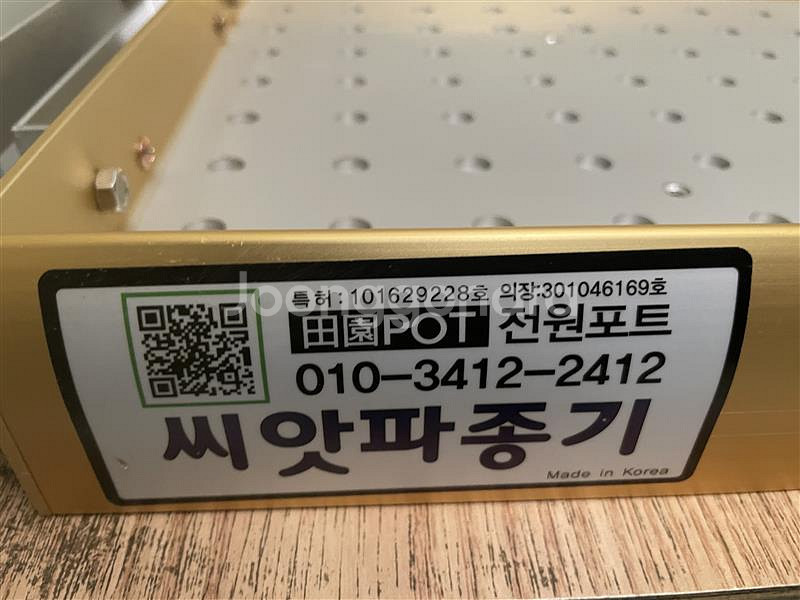 특허:101629228호 의장:301046169호
田園POT 전원포트
010-3412-2412
씨앗파종기
Made in Korea